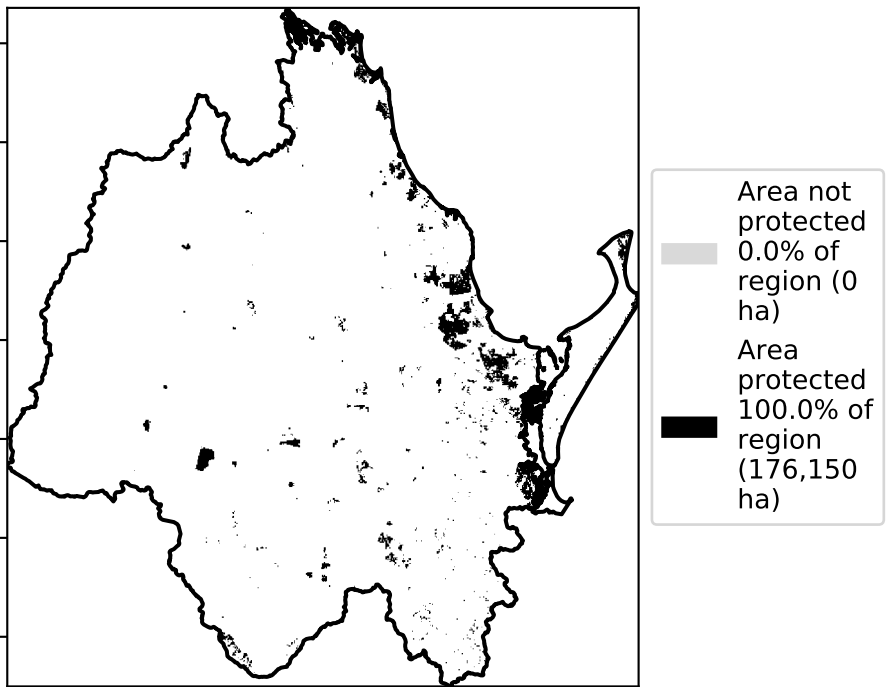 Area not
protected
0.0% of
region (0
ha)
Area
protected
100.0% of
region
(176,150
ha)